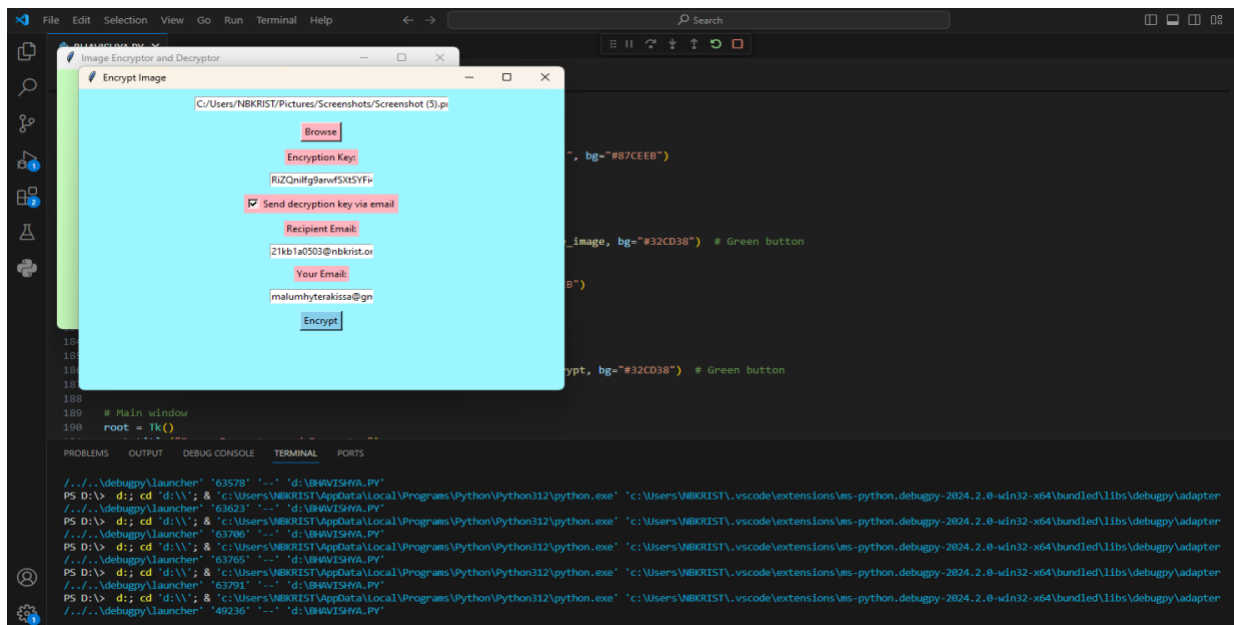 File Edit Selection View Go Run Terminal Help
Search
BHAVISHYA.PY
Image Encryptor and Decryptor
Encrypt Image
C:/Users/NBKRIST/Pictures/Screenshots/Screenshot (5).p
Browse
Encryption Key:
", bg="#87CEEB")
Send decryption key via email
Recipient Email:
_image, bg="#32CD38") # Green button
21kb1a0503@nbkrist.or
Your Email:
malumhyterakissa@gm
Encrypt
ypt, bg="#32CD38") # Green button
188
189 # Main window
190 root = Tk()
PROBLEMS OUTPUT DEBUG CONSOLE TERMINAL PORTS
/../..\debugpy\launcher' '63578' '--' 'd:\BHAVISHYA.PY'
PS D:\> d:; cd 'd:\\'; & 'c:\Users\NBKRIST\AppData\Local\Programs\Python\Python312\python.exe' 'c:\Users\NBKRIST\.vscode\extensions\ms-python.debugpy-2024.2.0-win32-x64\bundled\libs\debugpy\adapter
/../..\debugpy\launcher' '63623' '--' 'd:\BHAVISHYA.PY'
PS D:\> d:; cd 'd:\\'; & 'c:\Users\NBKRIST\AppData\Local\Programs\Python\Python312\python.exe' 'c:\Users\NBKRIST\.vscode\extensions\ms-python.debugpy-2024.2.0-win32-x64\bundled\libs\debugpy\adapter
/../..\debugpy\launcher' '63706' '--' 'd:\BHAVISHYA.PY'
PS D:\> d:; cd 'd:\\'; & 'c:\Users\NBKRIST\AppData\Local\Programs\Python\Python312\python.exe' 'c:\Users\NBKRIST\.vscode\extensions\ms-python.debugpy-2024.2.0-win32-x64\bundled\libs\debugpy\adapter
/../..\debugpy\launcher' '63765' '--' 'd:\BHAVISHYA.PY'
PS D:\> d:; cd 'd:\\'; & 'c:\Users\NBKRIST\AppData\Local\Programs\Python\Python312\python.exe' 'c:\Users\NBKRIST\.vscode\extensions\ms-python.debugpy-2024.2.0-win32-x64\bundled\libs\debugpy\adapter
/../..\debugpy\launcher' '63791' '--' 'd:\BHAVISHYA.PY'
PS D:\> d:; cd 'd:\\'; & 'c:\Users\NBKRIST\AppData\Local\Programs\Python\Python312\python.exe' 'c:\Users\NBKRIST\.vscode\extensions\ms-python.debugpy-2024.2.0-win32-x64\bundled\libs\debugpy\adapter
/../..\debugpy\launcher' '49236' '--' 'd:\BHAVISHYA.PY'